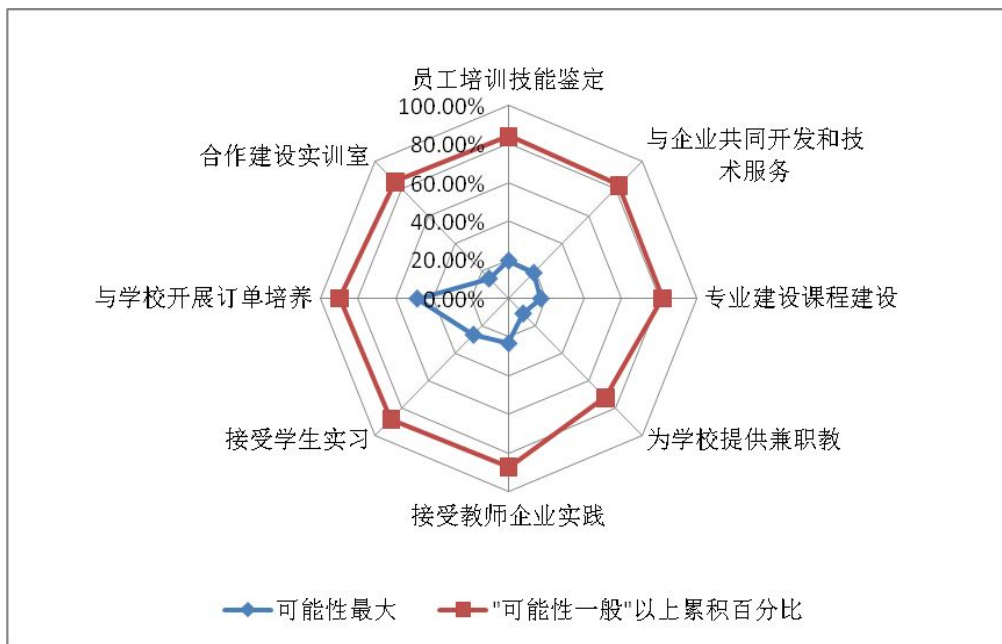 员工培训技能鉴定
100.00%
80.00%
60.00%
40.00%
20.00%
0.00%
与企业共同开发和技
术服务
专业建设课程建设
为学校提供兼职教
接受教师企业实践
接受学生实习
与学校开展订单培养
合作建设实训室
可能性最大
"可能性一般"以上累积百分比